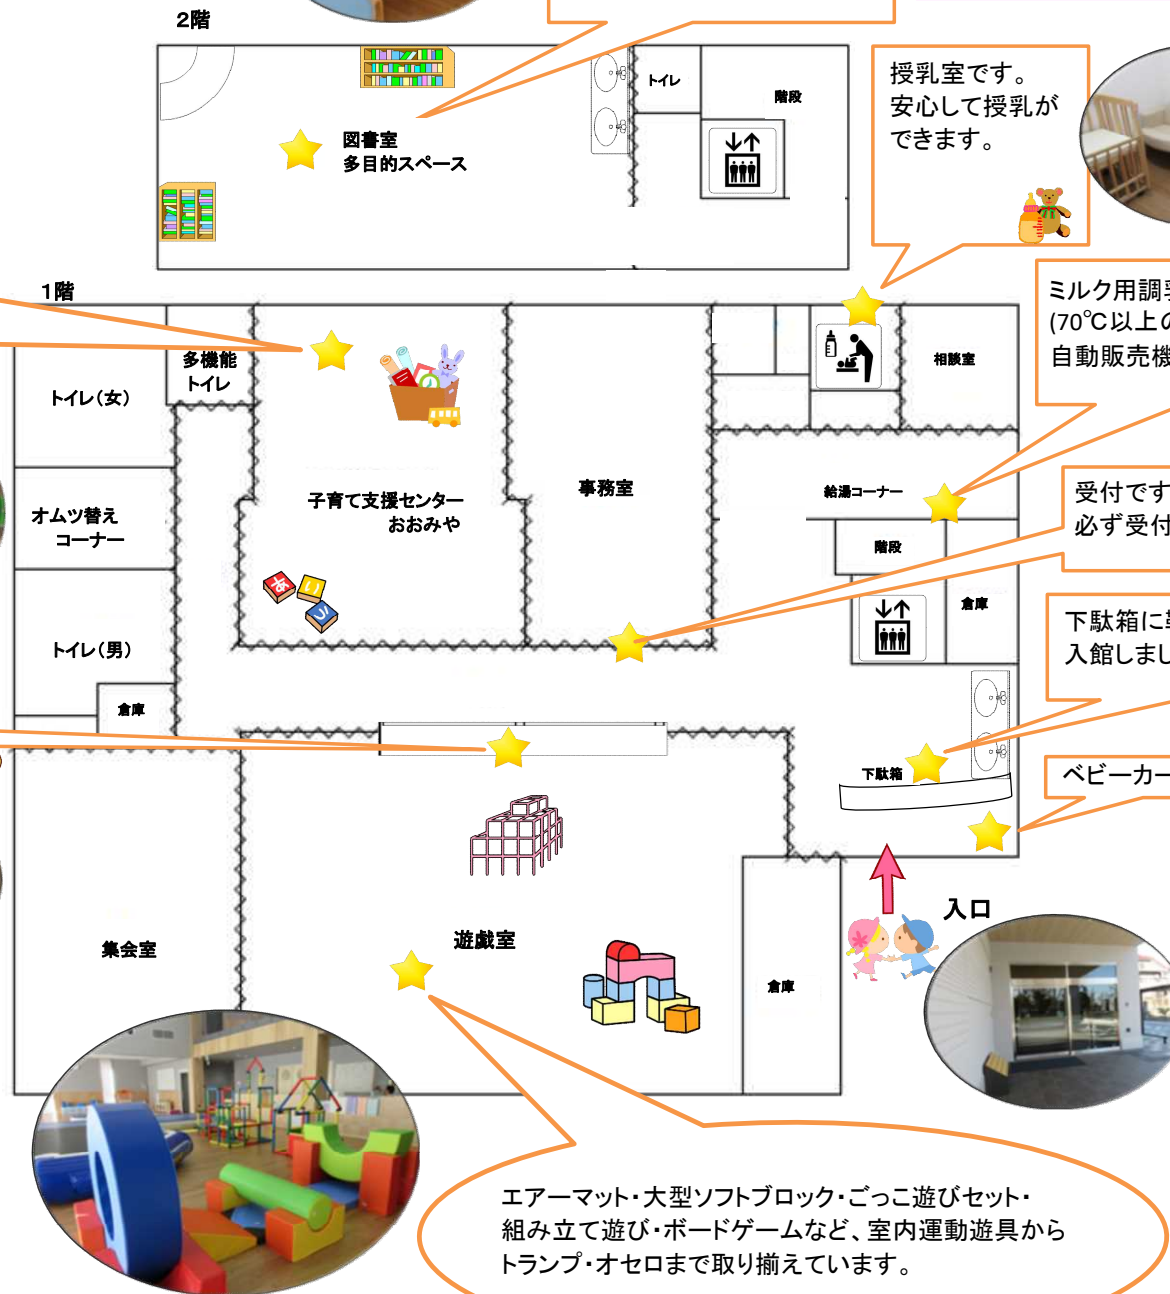 2階
授乳室です。
安心して授乳が
できます。
トイレ
階段
図書室
多目的スペース
1階
ミルク用調乳
(70℃以上の
自動販売機
多機能
トイレ
相談室
トイレ(女)
子育て支援センター
おおみや
事務室
給湯コーナー
受付です
必ず受付
オムツ替え
コーナー
階段
あ
い
う
倉庫
下駄箱に
入館しまし
トイレ(男)
倉庫
下駄箱
ベビーカー
入口
集会室
遊戯室
倉庫
エアーマット・大型ソフトブロック・ごっこ遊びセット・
組み立て遊び・ボードゲームなど、室内運動遊具から
トランプ・オセロまで取り揃えています。